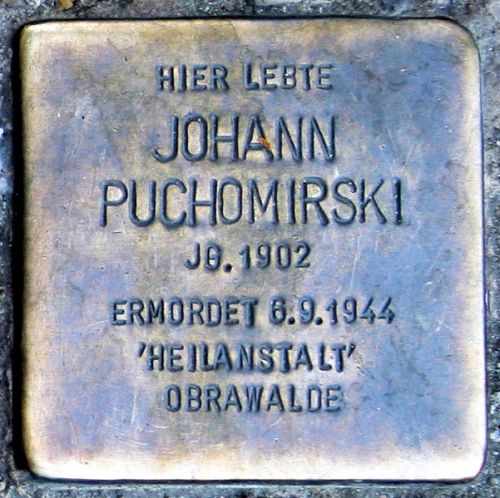 HIER LEBTE
JOHANN
PUCHOMIRSKI
JG. 1902
ERMORDET 6.9.1944
'HEILANSTALT'
OBRAWALDE